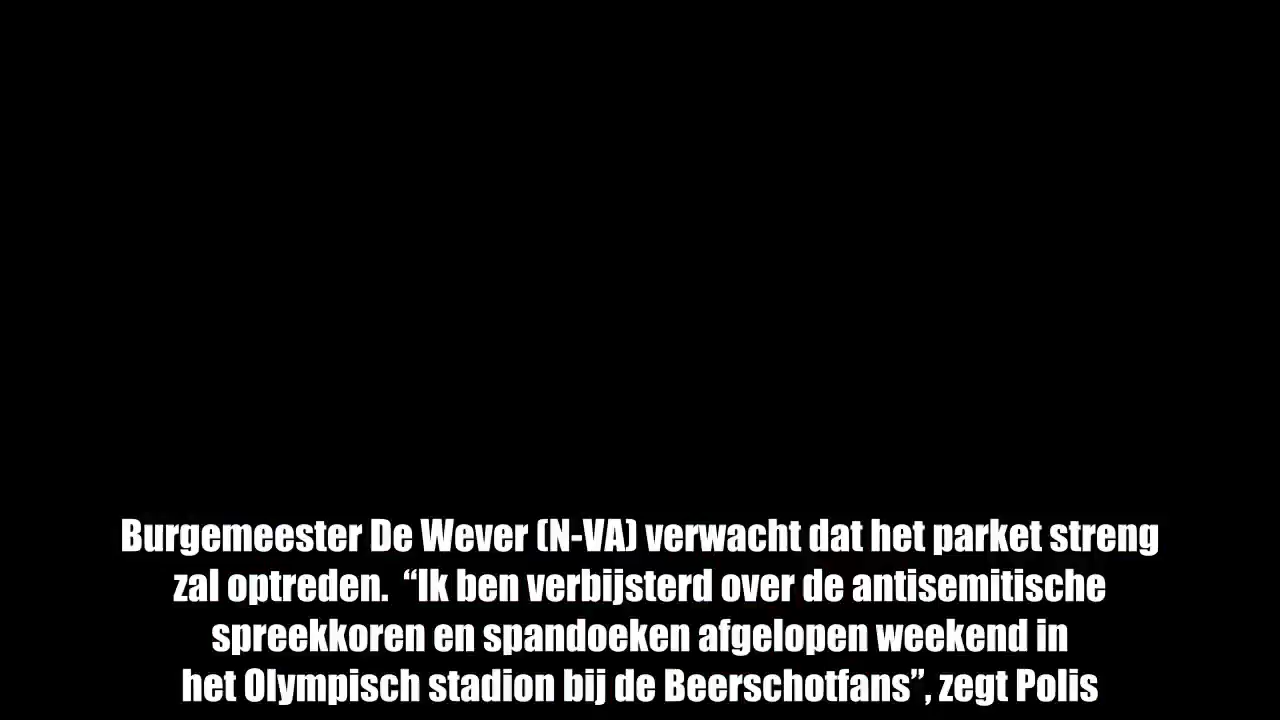 Burgemeester De Wever (N-VA) verwacht dat het parket streng
zal optreden.  “Ik ben verbijsterd over de antisemitische
spreekkoren en spandoeken afgelopen weekend in
het Olympisch stadion bij de Beerschotfans”, zegt Polis